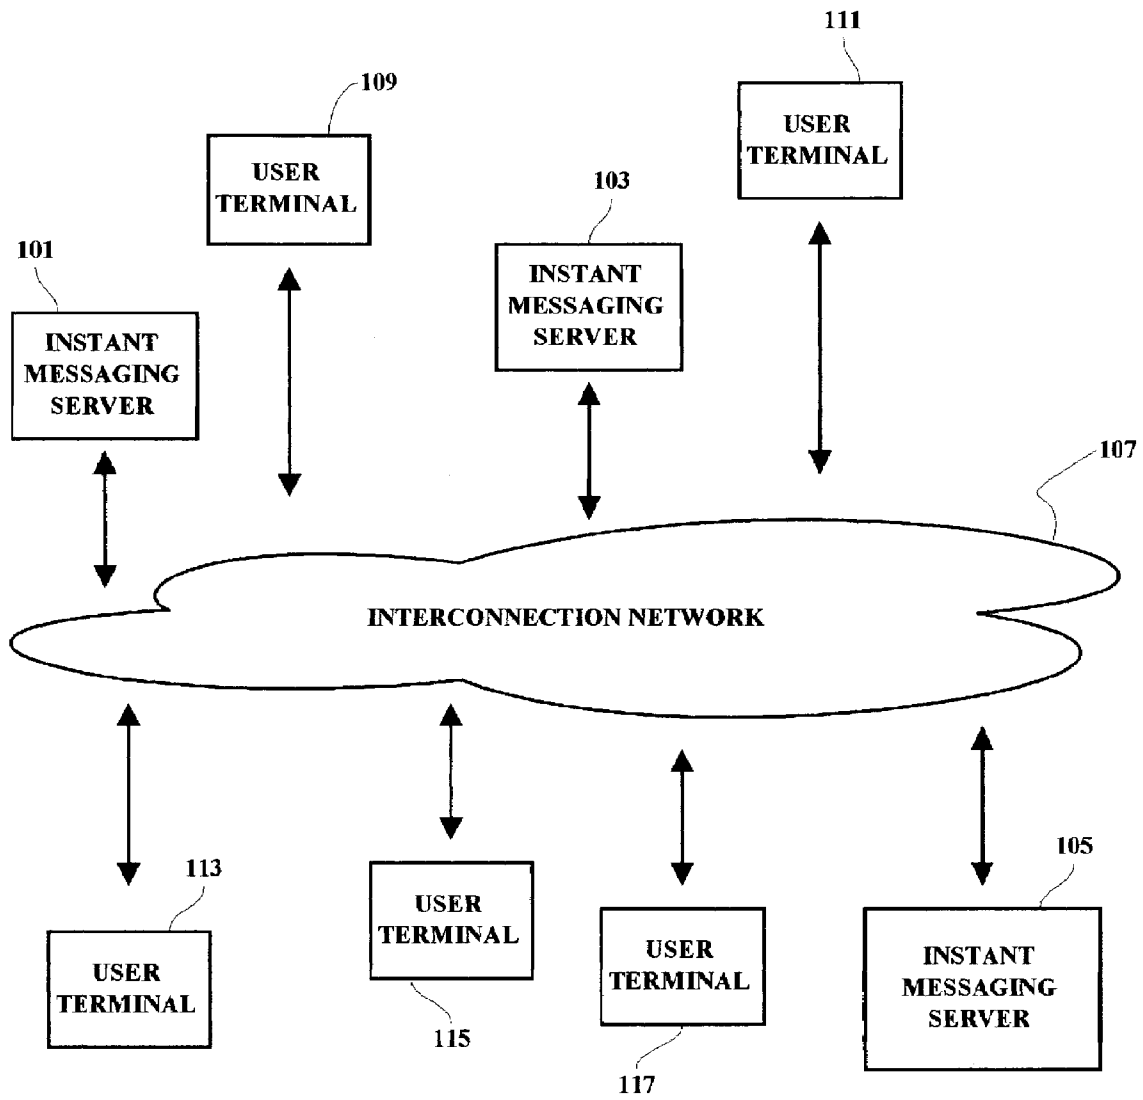 111
USER
TERMINAL
109
USER
TERMINAL
103
INSTANT
MESSAGING
SERVER
101
INSTANT
MESSAGING
SERVER
107
INTERCONNECTION NETWORK
113
USER
TERMINAL
USER
TERMINAL
115
USER
TERMINAL
117
105
INSTANT
MESSAGING
SERVER